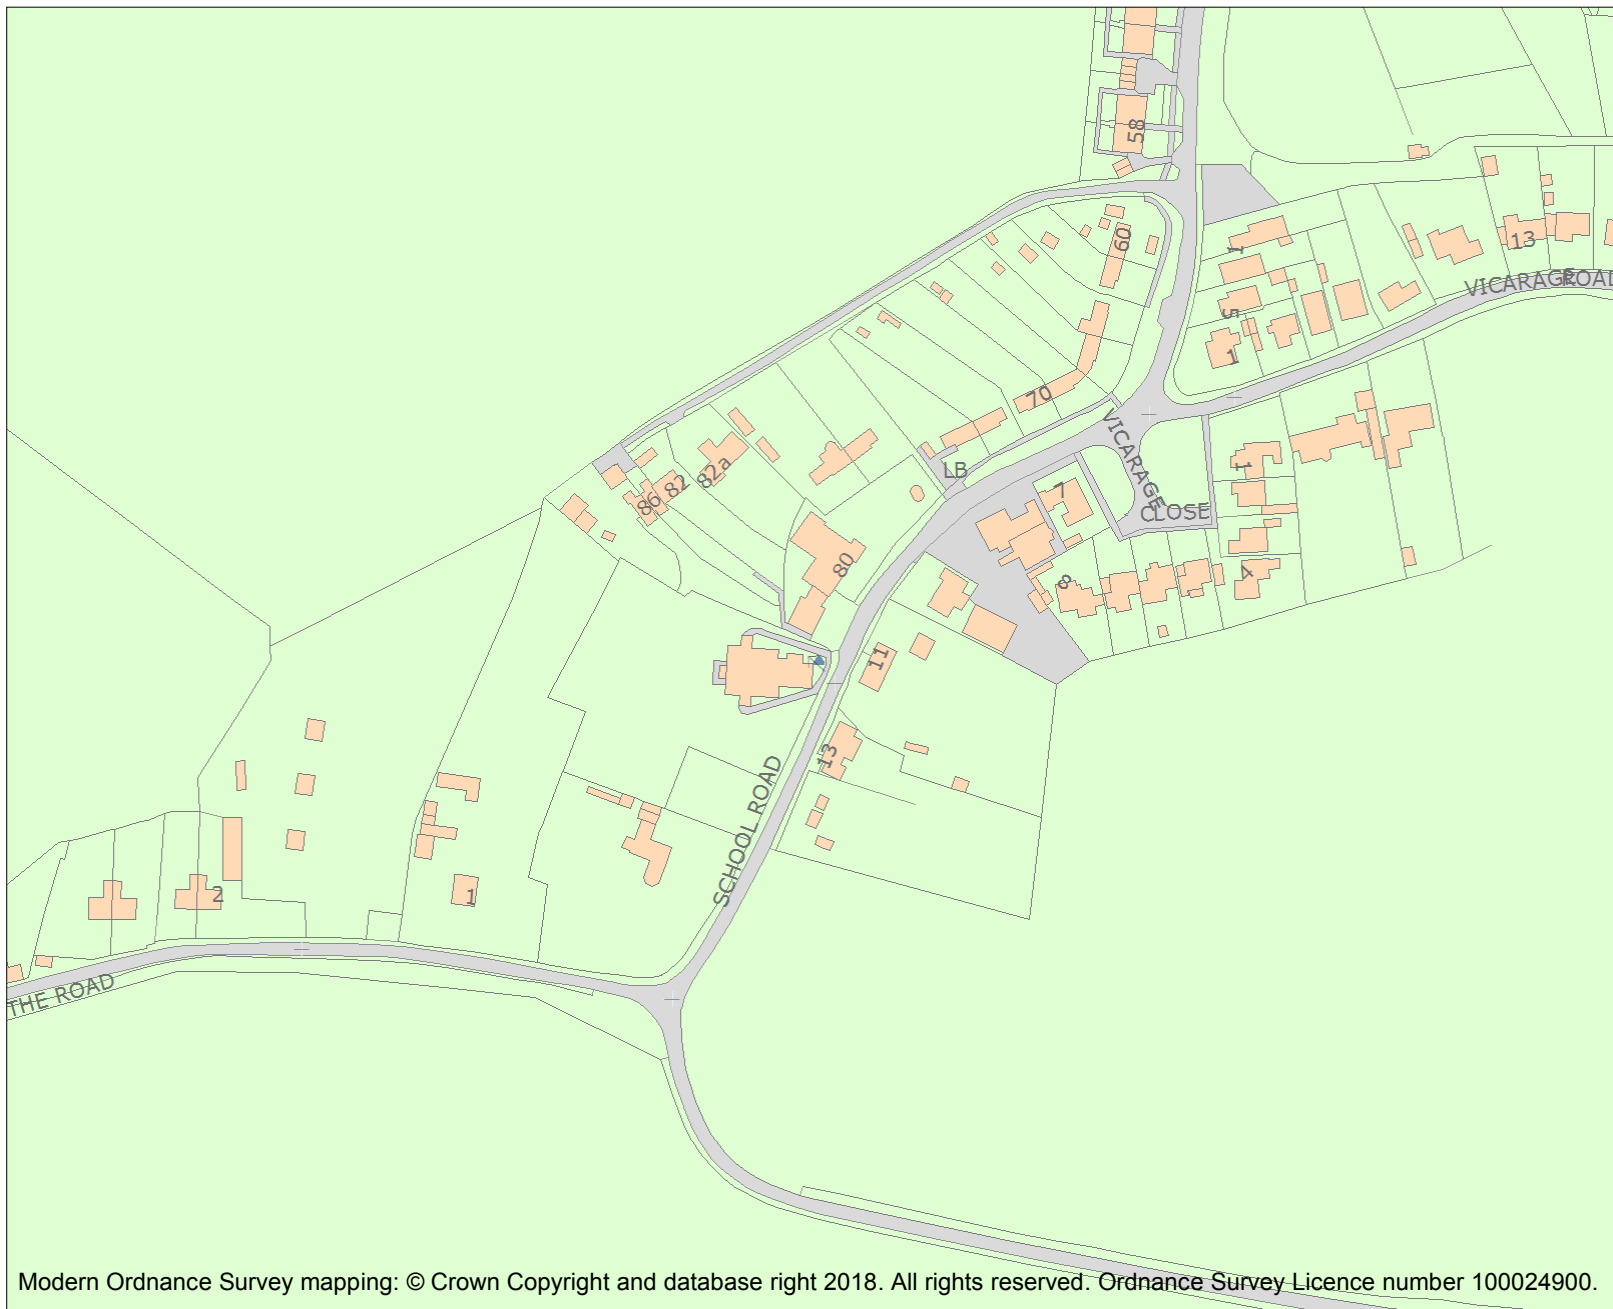 58
60
1
13
VICARAGE ROAD
5
1
70
VICARAGE
CLOSE
LB
82a
82
86
7
1
80
8
4
11
13
SCHOOL ROAD
2
1
THE ROAD
Modern Ordnance Survey mapping: © Crown Copyright and database right 2018. All rights reserved. Ordnance Survey Licence number 100024900.